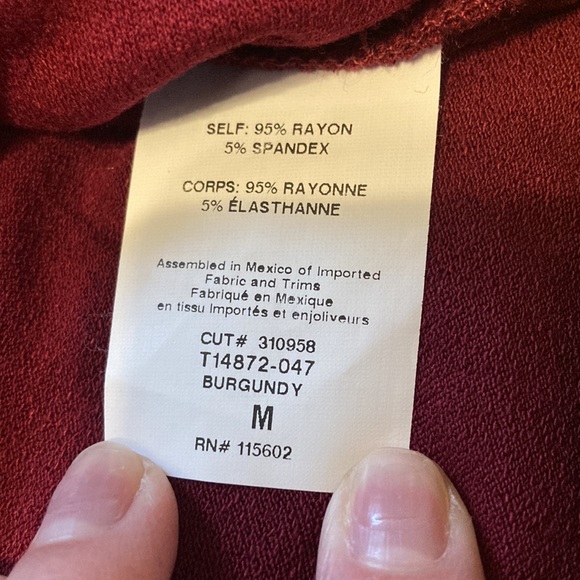 SELF: 95% RAYON
5% SPANDEX
CORPS: 95% RAYONNE
5% ÉLASTHANNE
Assembled in Mexico of Imported
Fabric and Trims
Fabriqué en Mexique
en tissu Importés et enjoliveurs
CUT# 310958
T14872-047
BURGUNDY
M
RN# 115602